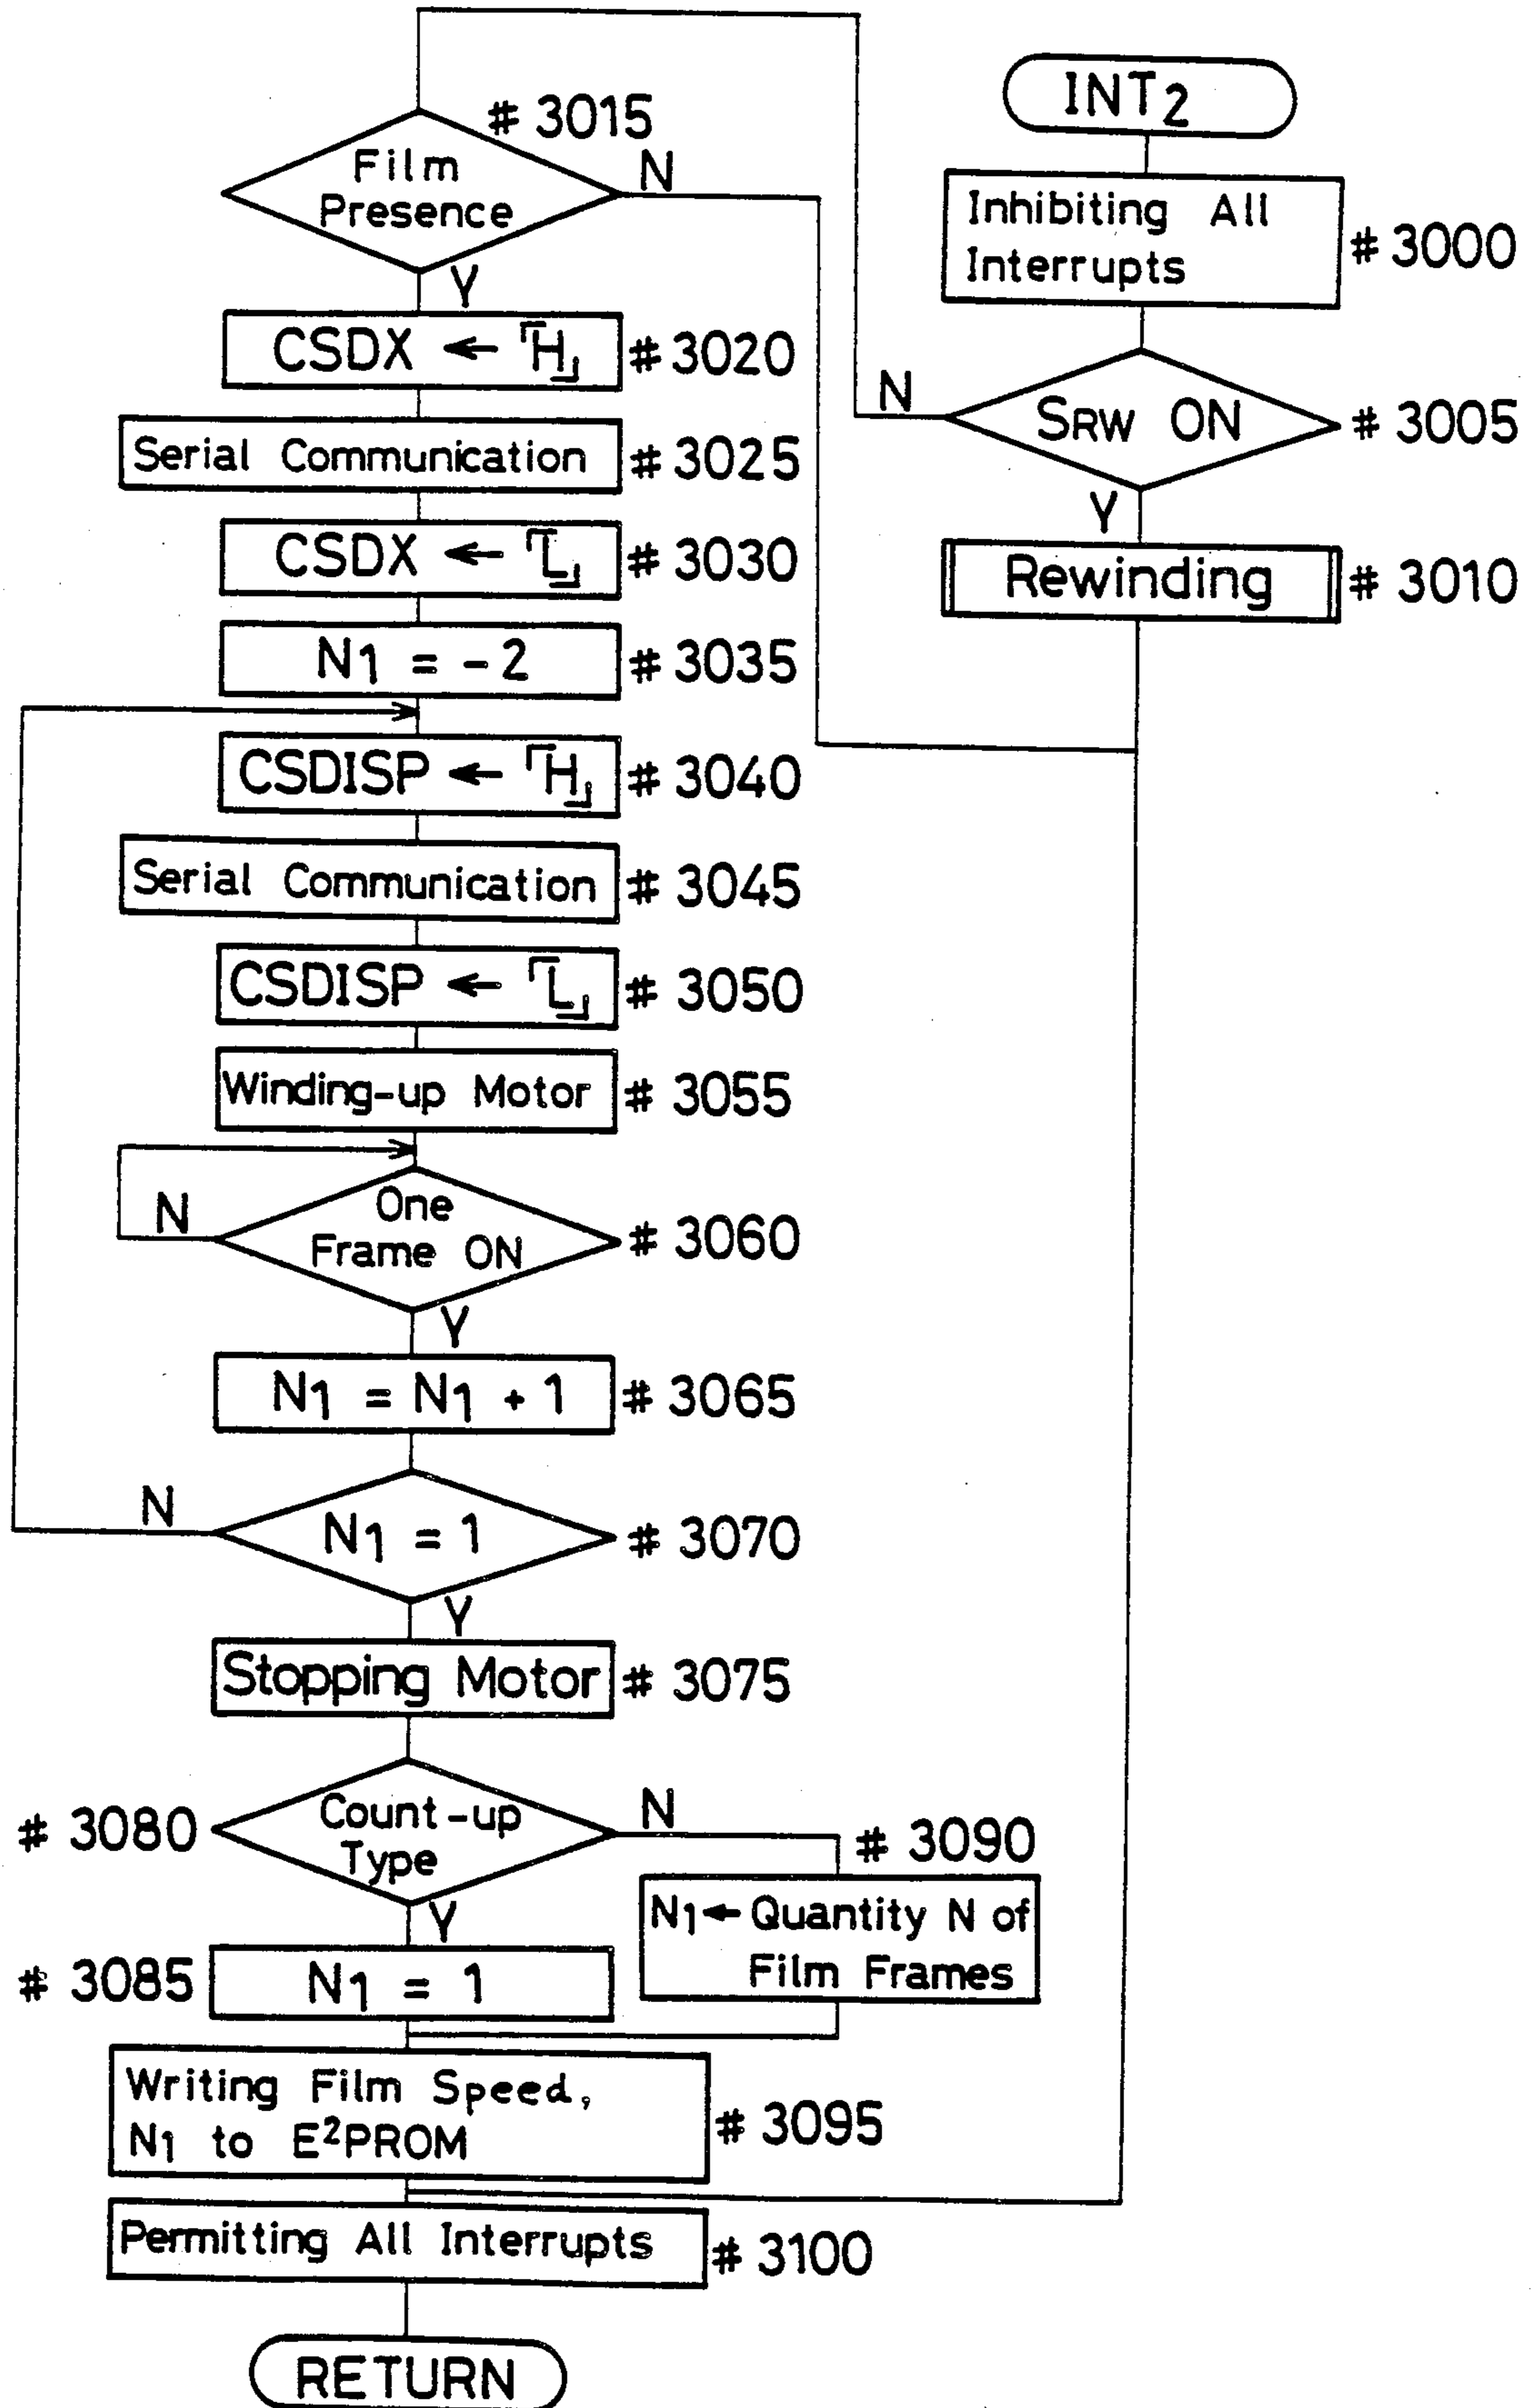 INT2
Inhibiting All
Interrupts
# 3000
SRW ON
# 3005
N
Y
Rewinding
# 3010
# 3015
Film
Presence
N
Y
CSDX ← 「H」
# 3020
Serial Communication
# 3025
CSDX ← 「L」
# 3030
N1 = -2
# 3035
CSDISP ← 「H」
# 3040
Serial Communication
# 3045
CSDISP ← 「L」
# 3050
Winding-up Motor
# 3055
One
Frame ON
# 3060
N
Y
N1 = N1 + 1
# 3065
N1 = 1
# 3070
N
Y
Stopping Motor
# 3075
# 3080
Count-up
Type
N
Y
# 3085
N1 = 1
# 3090
N1 ← Quantity N of
Film Frames
Writing Film Speed,
N1 to E²PROM
# 3095
Permitting All Interrupts
# 3100
RETURN